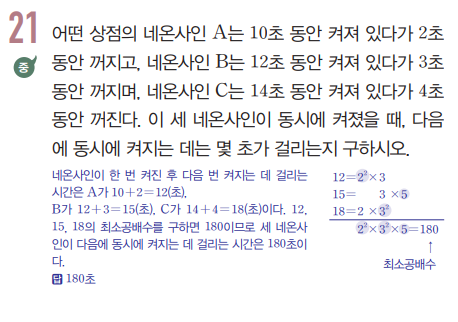 21
중
어떤 상점의 네온사인 A는 10초 동안 켜져 있다가 2초
동안 꺼지고, 네온사인 B는 12초 동안 켜져 있다가 3초
동안 꺼지며, 네온사인 C는 14초 동안 켜져 있다가 4초
동안 꺼진다. 이 세 네온사인이 동시에 켜졌을 때, 다음
에 동시에 켜지는 데는 몇 초가 걸리는지 구하시오.
네온사인이 한 번 켜진 후 다음 번 켜지는 데 걸리는
시간은 A가 10+2=12(초),
B가 12+3=15(초), C가 14+4=18(초)이다. 12,
15, 18의 최소공배수를 구하면 180이므로 세 네온사
인이 다음에 동시에 켜지는 데 걸리는 시간은 180초이
다.
답 180초
12=2²×3
15= 3 ×5
18=2 ×3²
2²×3²×5=180
↑
최소공배수